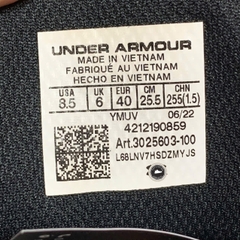 UNDER ARMOUR
MADE IN VIETNAM
FABRIQUÉ AU VIETNAM
HECHO EN VIETNAM
USA UK EUR CM CHN
8.5 6 40 25.5 255(1.5)
YMUV 06/22
4212190859
Art.3025603-100
L68LNV7HSDZMYJS